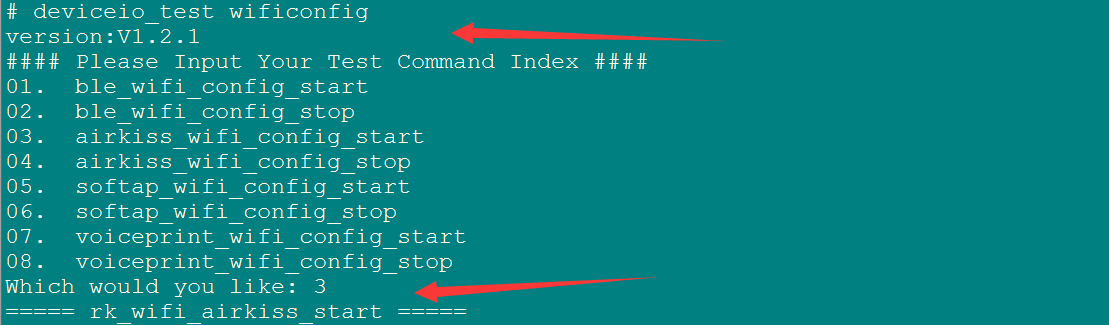 # deviceio_test wificonfig
version:V1.2.1
#### Please Input Your Test Command Index ####
01.  ble_wifi_config_start
02.  ble_wifi_config_stop
03.  airkiss_wifi_config_start
04.  airkiss_wifi_config_stop
05.  softap_wifi_config_start
06.  softap_wifi_config_stop
07.  voiceprint_wifi_config_start
08.  voiceprint_wifi_config_stop
Which would you like: 3
===== rk_wifi_airkiss_start =====